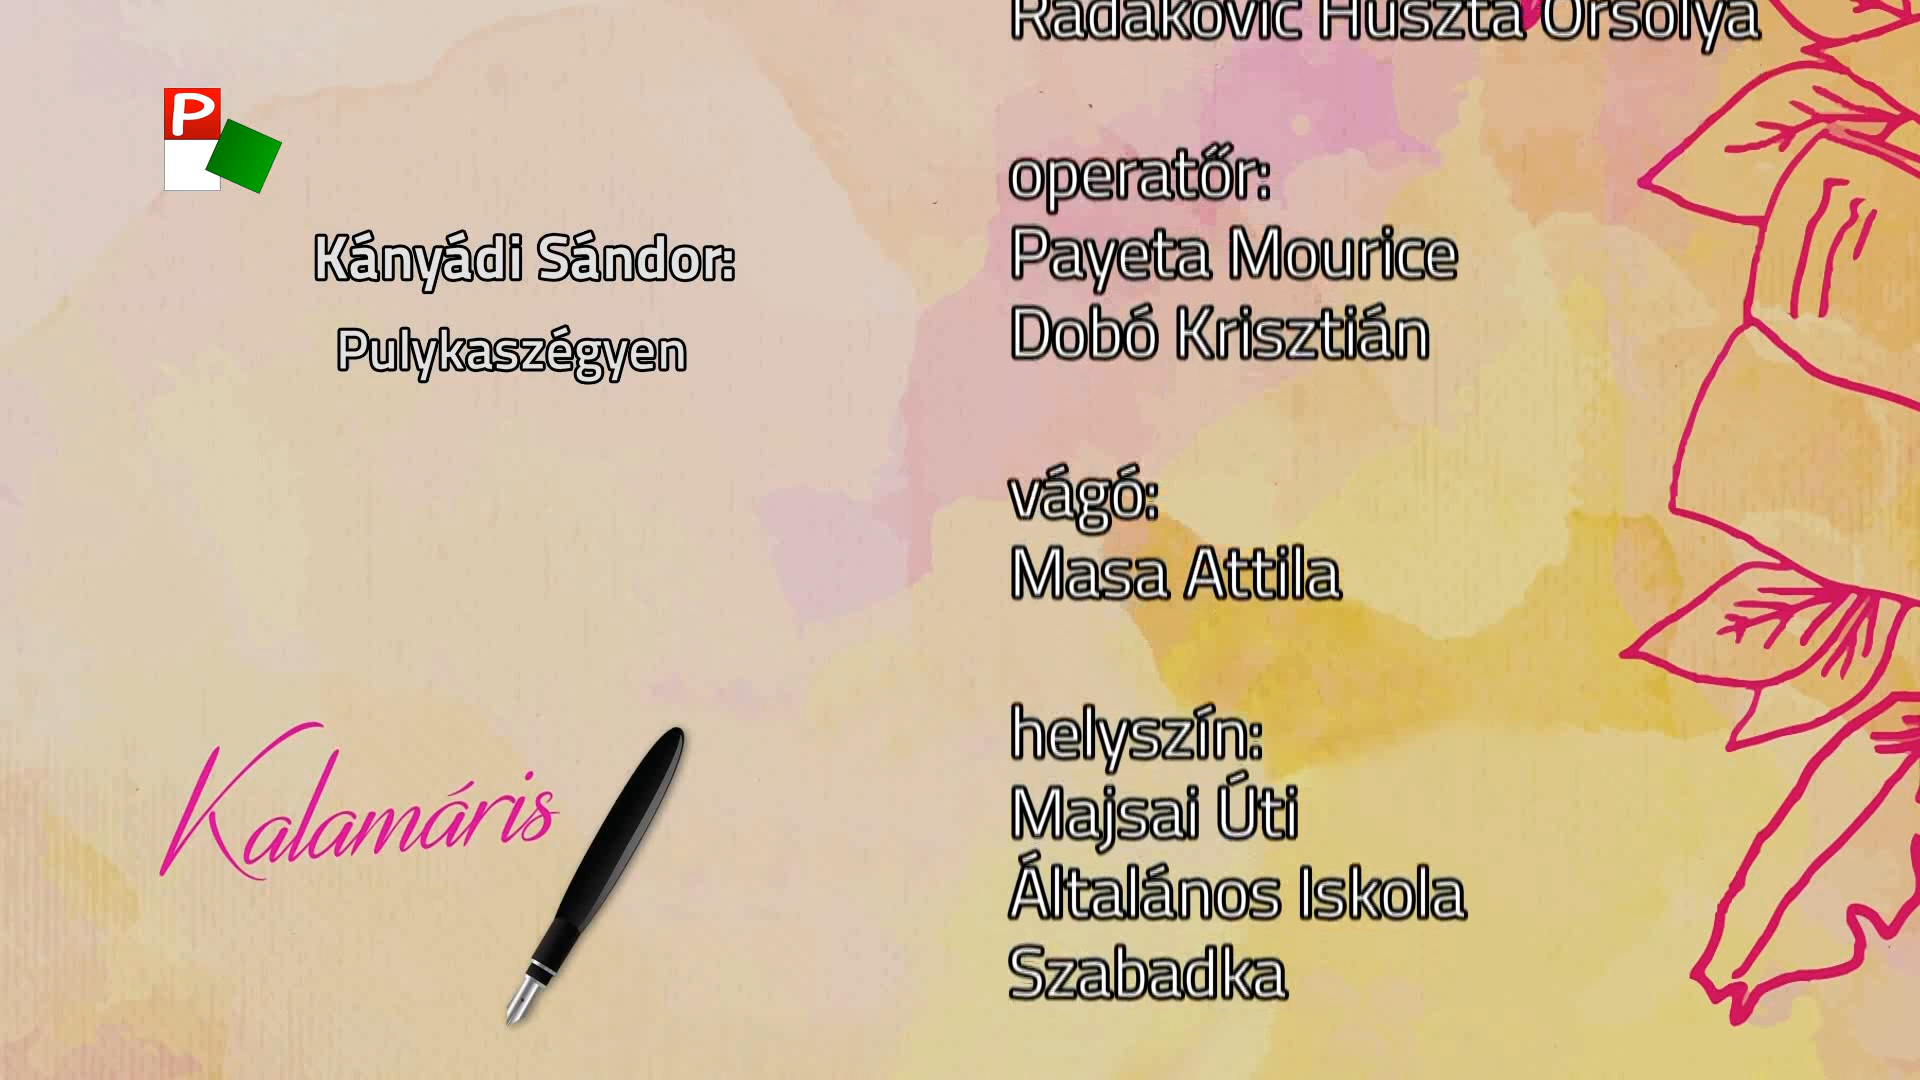 P
Kányádi Sándor:
Pulykaszégyen
Kalamáris
Radaković Huszta Orsolya
operatőr:
Payeta Mourice
Dobó Krisztián
vágó:
Masa Attila
helyszín:
Majsai Úti
Általános Iskola
Szabadka